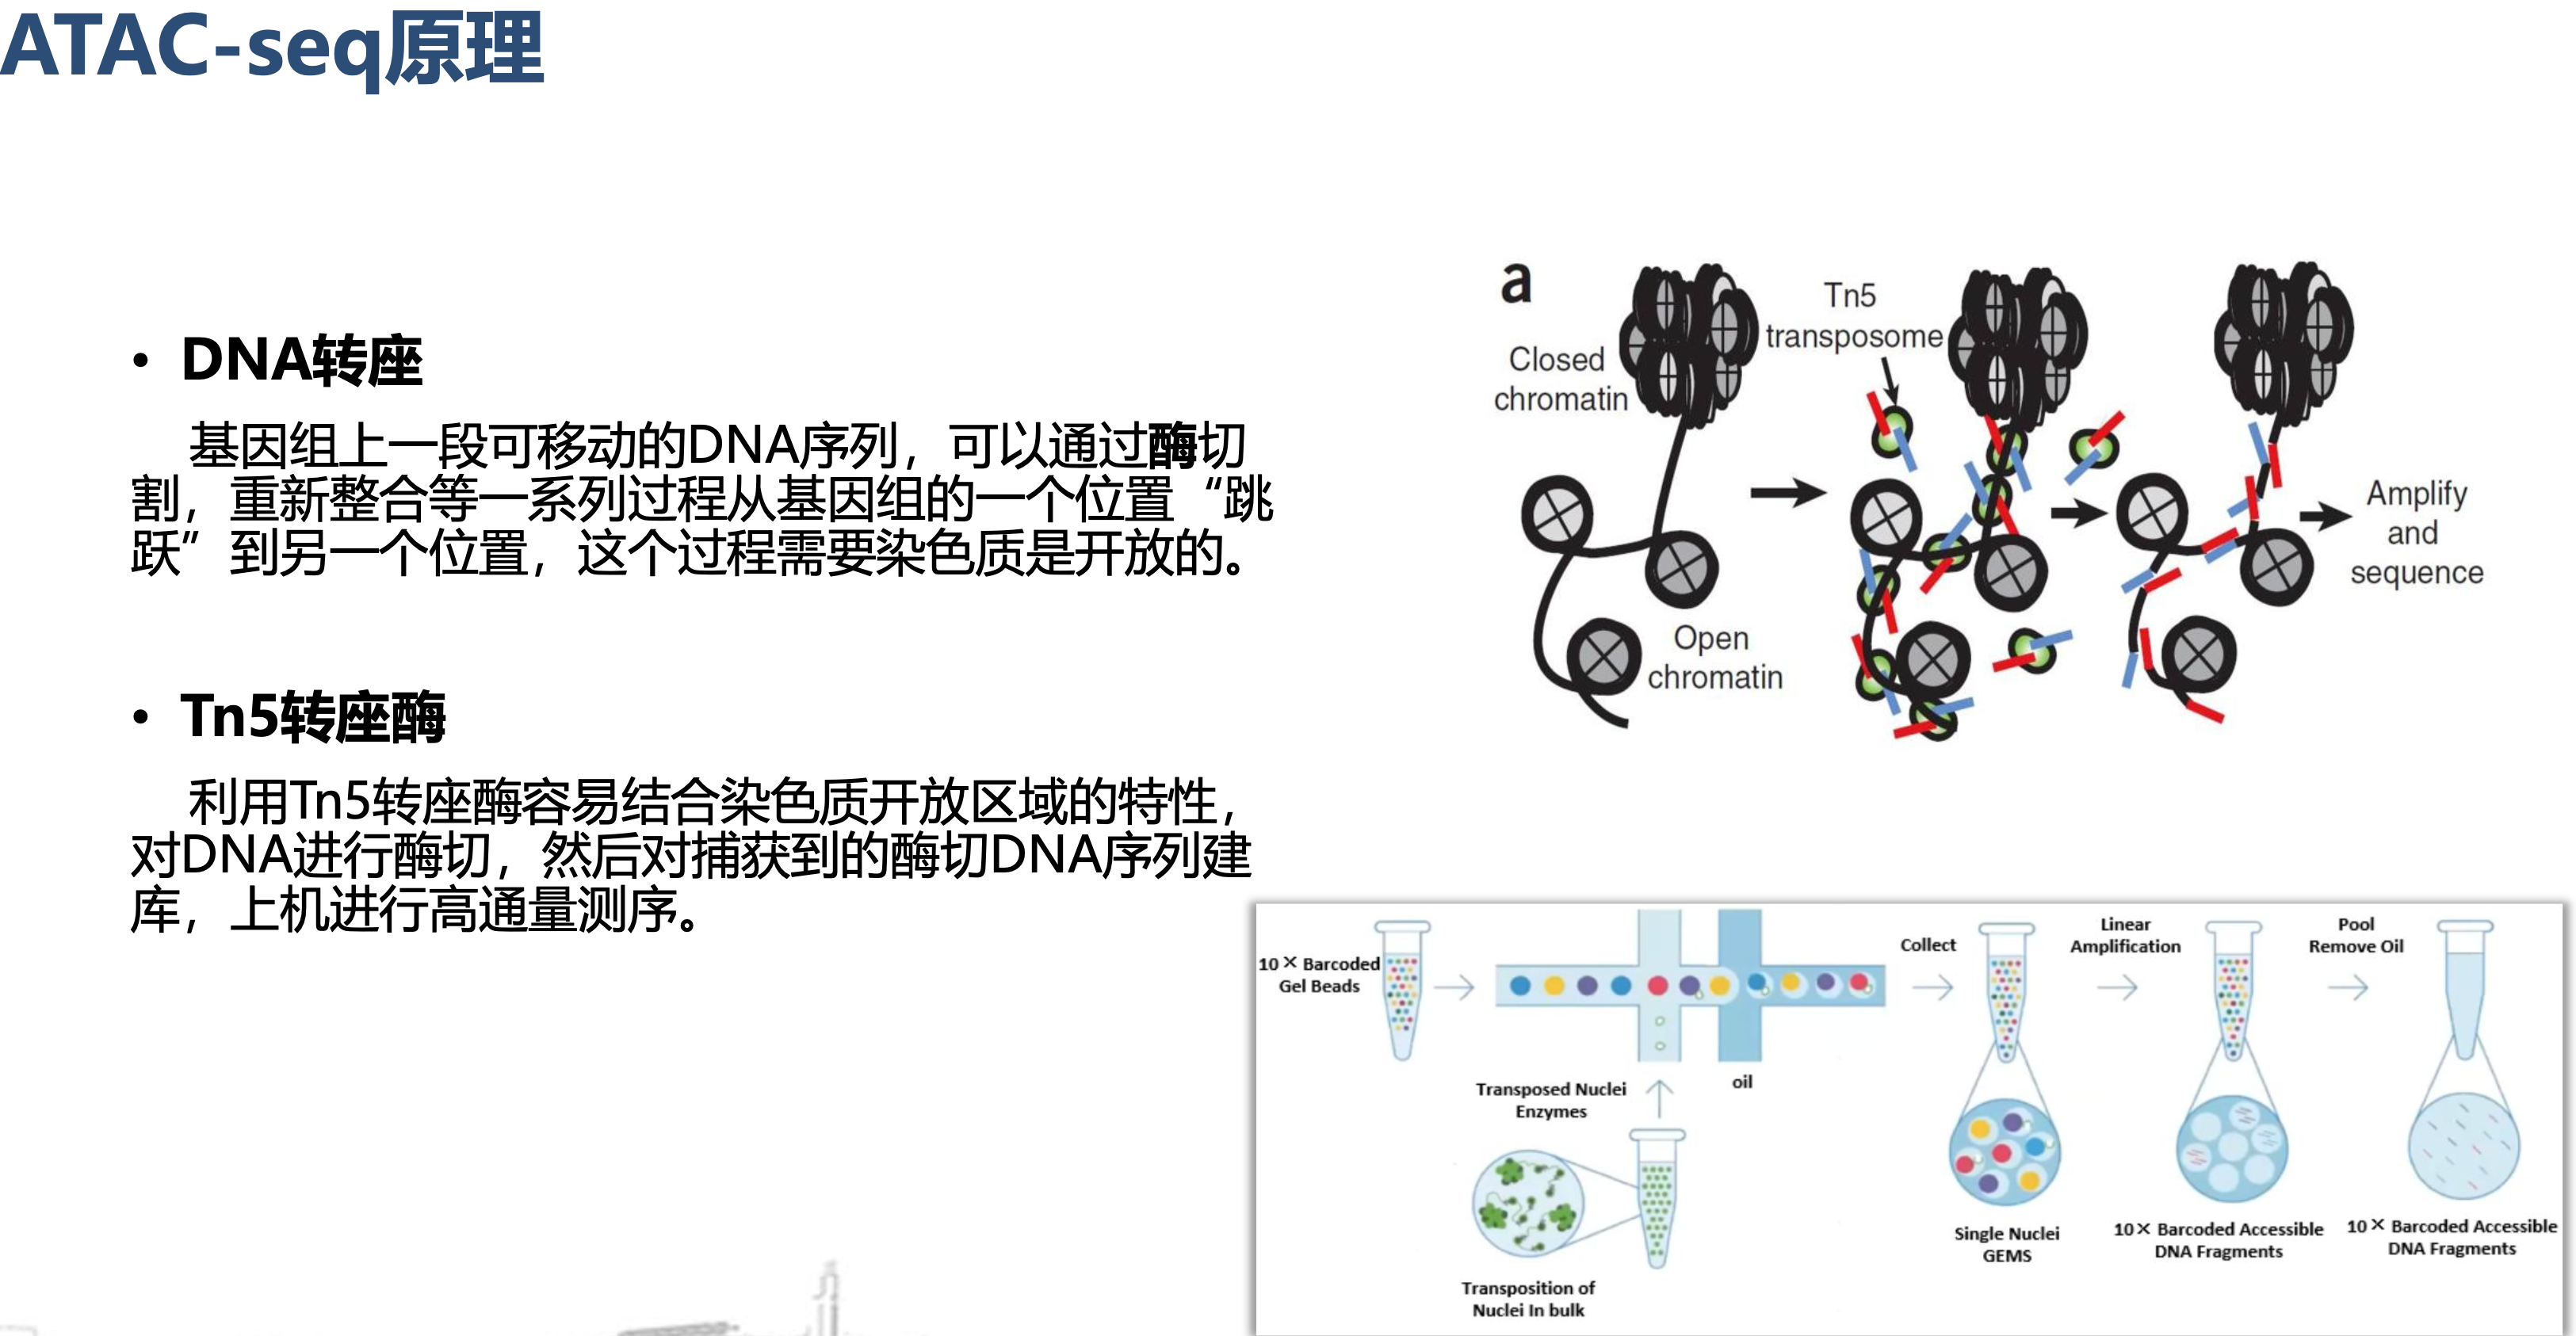 ATAC-seq原理
• DNA转座
基因组上一段可移动的DNA序列，可以通过酶切
割，重新整合等一系列过程从基因组的一个位置“跳
跃”到另一个位置，这个过程需要染色质是开放的。
• Tn5转座酶
利用Tn5转座酶容易结合染色质开放区域的特性，
对DNA进行酶切，然后对捕获到的酶切DNA序列建
库，上机进行高通量测序。
a
Closed
chromatin
Tn5
transposome
Open
chromatin
Amplify
and
sequence
10× Barcoded
Gel Beads
Transposed Nuclei
Enzymes
oil
Transposition of
Nuclei In bulk
Collect
Single Nuclei
GEMS
Linear
Amplification
10× Barcoded Accessible
DNA Fragments
Pool
Remove Oil
10× Barcoded Accessible
DNA Fragments